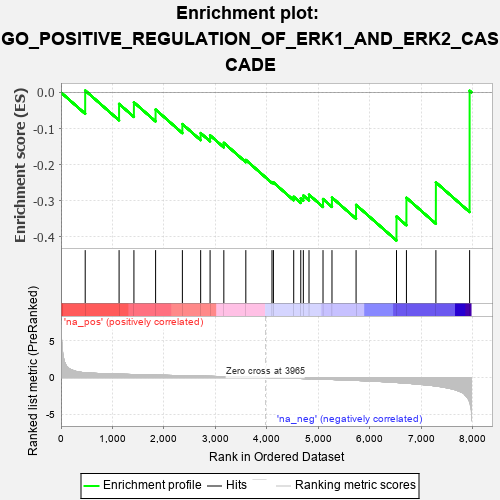 Enrichment plot:
GO_POSITIVE_REGULATION_OF_ERK1_AND_ERK2_CAS
CADE
Enrichment score (ES)
0.0
-0.1
-0.2
-0.3
-0.4
'na_pos' (positively correlated)
Ranked list metric (PreRanked)
5
0
-5
Zero cross at 3965
'na_neg' (negatively correlated)
0
1,000
2,000
3,000
4,000
5,000
6,000
7,000
8,000
Rank in Ordered Dataset
Enrichment profile
Hits
Ranking metric scores